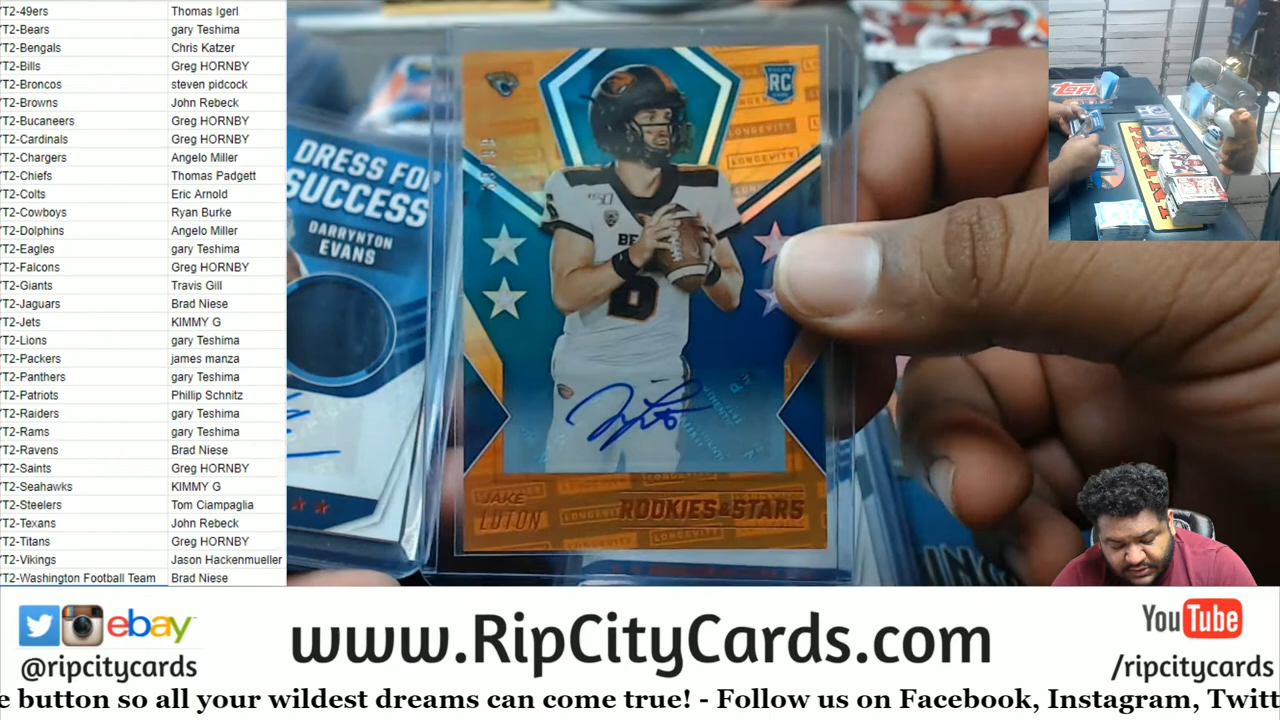 T2-49ers Thomas Igerl
T2-Bears gary Teshima
T2-Bengals Chris Katzer
T2-Bills Greg HORNBY
T2-Broncos steven pidcock
T2-Browns John Rebeck
T2-Bucaneers Greg HORNBY
T2-Cardinals Greg HORNBY
T2-Chargers Angelo Miller
T2-Chiefs Thomas Padgett
T2-Colts Eric Arnold
T2-Cowboys Ryan Burke
T2-Dolphins Angelo Miller
T2-Eagles gary Teshima
T2-Falcons Greg HORNBY
T2-Giants Travis Gill
T2-Jaguars Brad Niese
T2-Jets KIMMY G
T2-Lions gary Teshima
T2-Packers james manza
T2-Panthers gary Teshima
T2-Patriots Phillip Schnitz
T2-Raiders gary Teshima
T2-Rams gary Teshima
T2-Ravens Brad Niese
T2-Saints Greg HORNBY
T2-Seahawks KIMMY G
T2-Steelers Tom Ciampaglia
T2-Texans John Rebeck
T2-Titans Greg HORNBY
T2-Vikings Jason Hackenmueller
T2-Washington Football Team Brad Niese
DRESS FOR
SUCCESS
DARRYNTON
EVANS
RC
LONGEVITY
150
BE
6
JAKE
LUTON
ROOKIES & STARS
LONGEVITY
Topps
PANINI
ebay
@ripcitycards
www.RipCityCards.com
YouTube
/ripcitycards
e button so all your wildest dreams can come true! - Follow us on Facebook, Instagram, Twitt